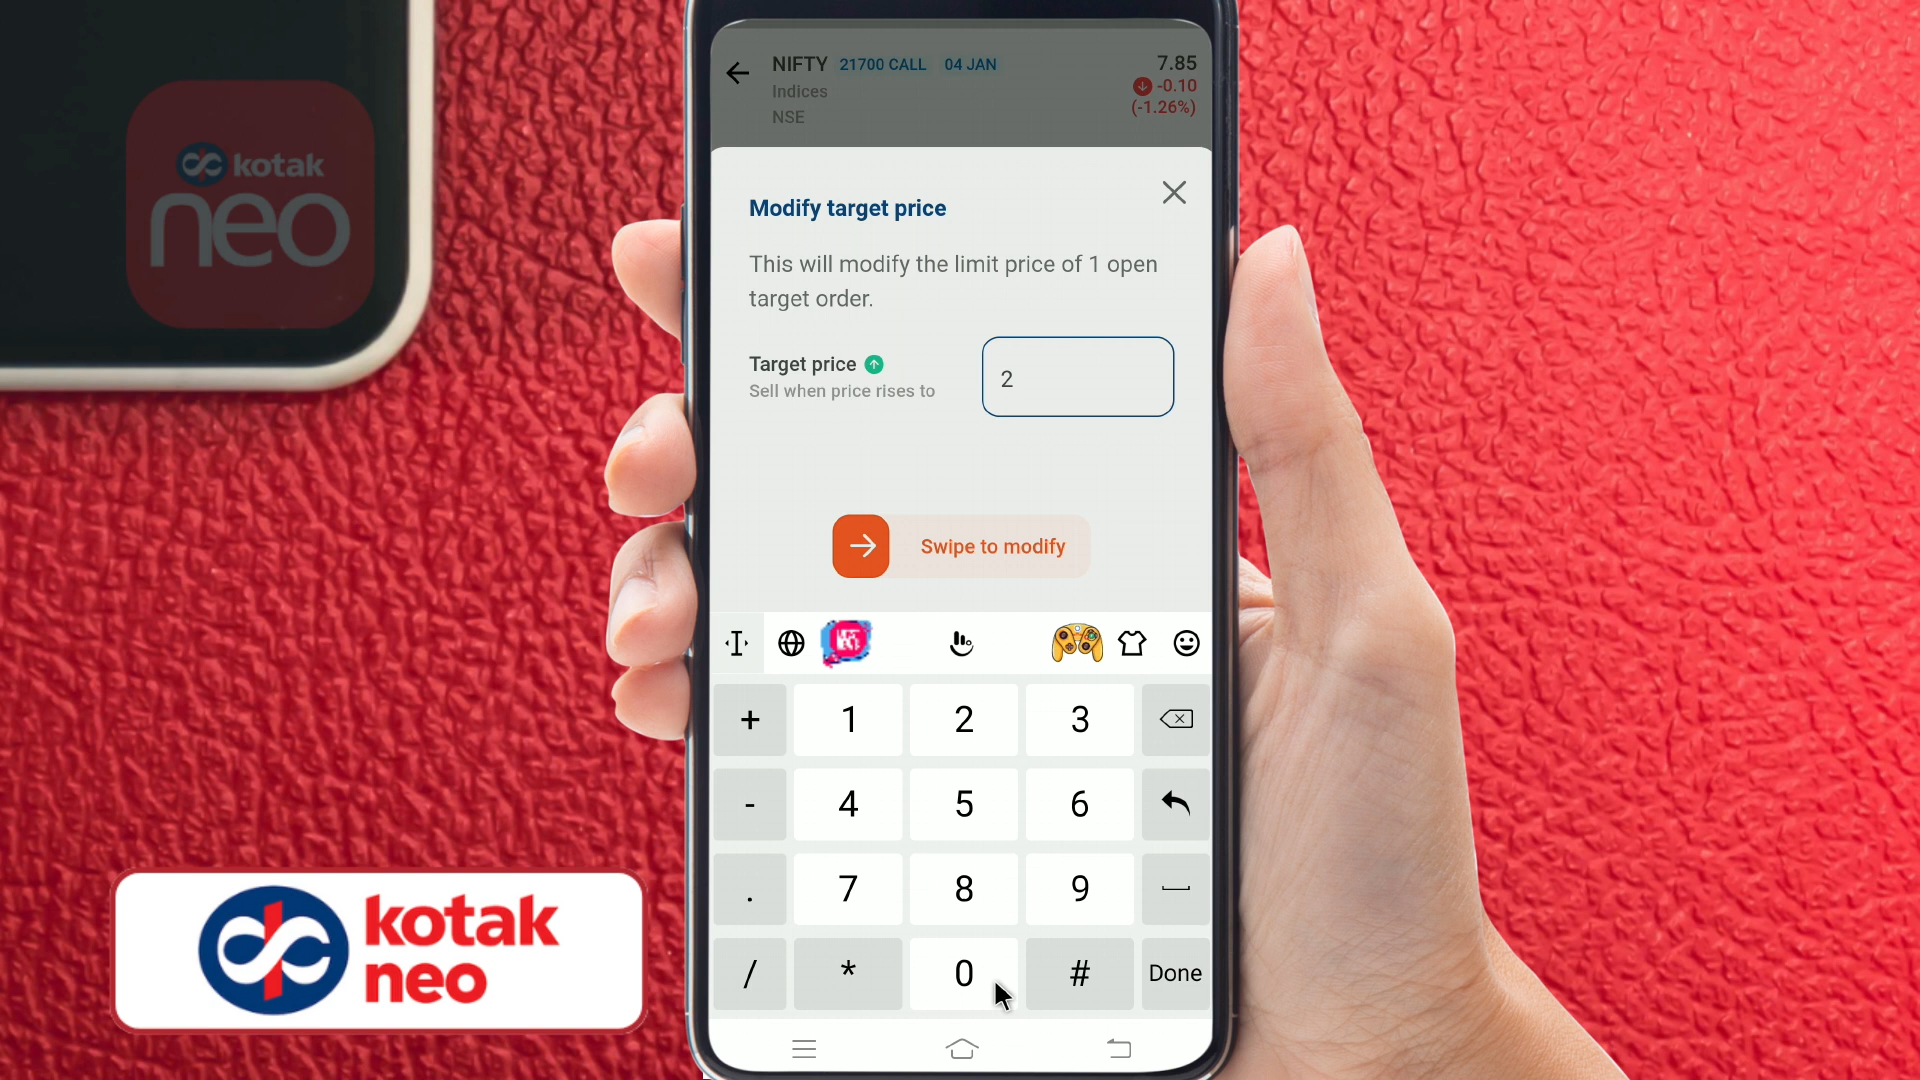 kotak
neo
NIFTY 21700 CALL 04 JAN 7.85
Indices -0.10
NSE (-1.26%)
Modify target price
This will modify the limit price of 1 open
target order.
Target price
Sell when price rises to
2
Swipe to modify
+ 1 2 3
- 4 5 6
. 7 8 9
/ * 0 # Done
kotak
neo